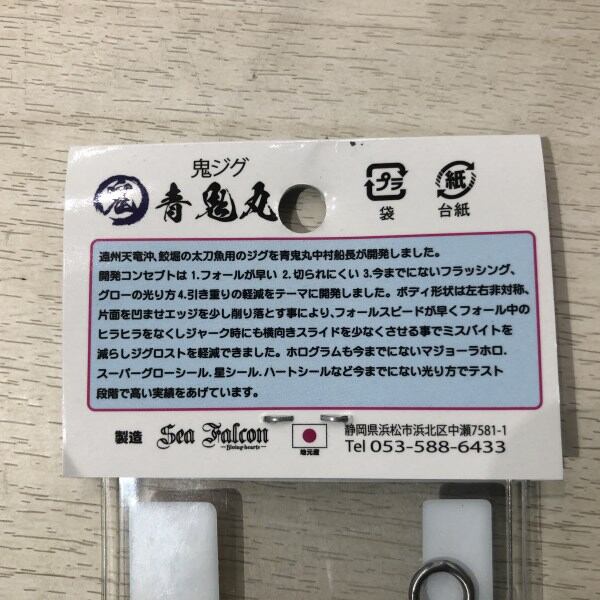 鬼ジグ
青鬼丸
プラ
袋
紙
台紙
遠州天竜沖、鮫堀の太刀魚用のジグを青鬼丸中村船長が開発しました。
開発コンセプトは 1.フォールが早い 2.切られにくい 3.今までにないフラッシング、
グローの光り方 4.引き重りの軽減をテーマに開発しました。ボディ形状は左右非対称、
片面を凹ませエッジを少し削り落とす事により、フォールスピードが早くフォール中の
ヒラヒラをなくしジャーク時にも横向きスライドを少なくさせる事でミスバイトを
減らしジグロストを軽減できました。ホログラムも今までにないマジョーラホロ.
スーパーグローシール.星シール.ハートシールなど今までにない光り方でテスト
段階で高い実績をあげています。
製造 Sea Falcon
Living hearts
地元産
静岡県浜松市浜北区中瀬7581-1
Tel 053-588-6433